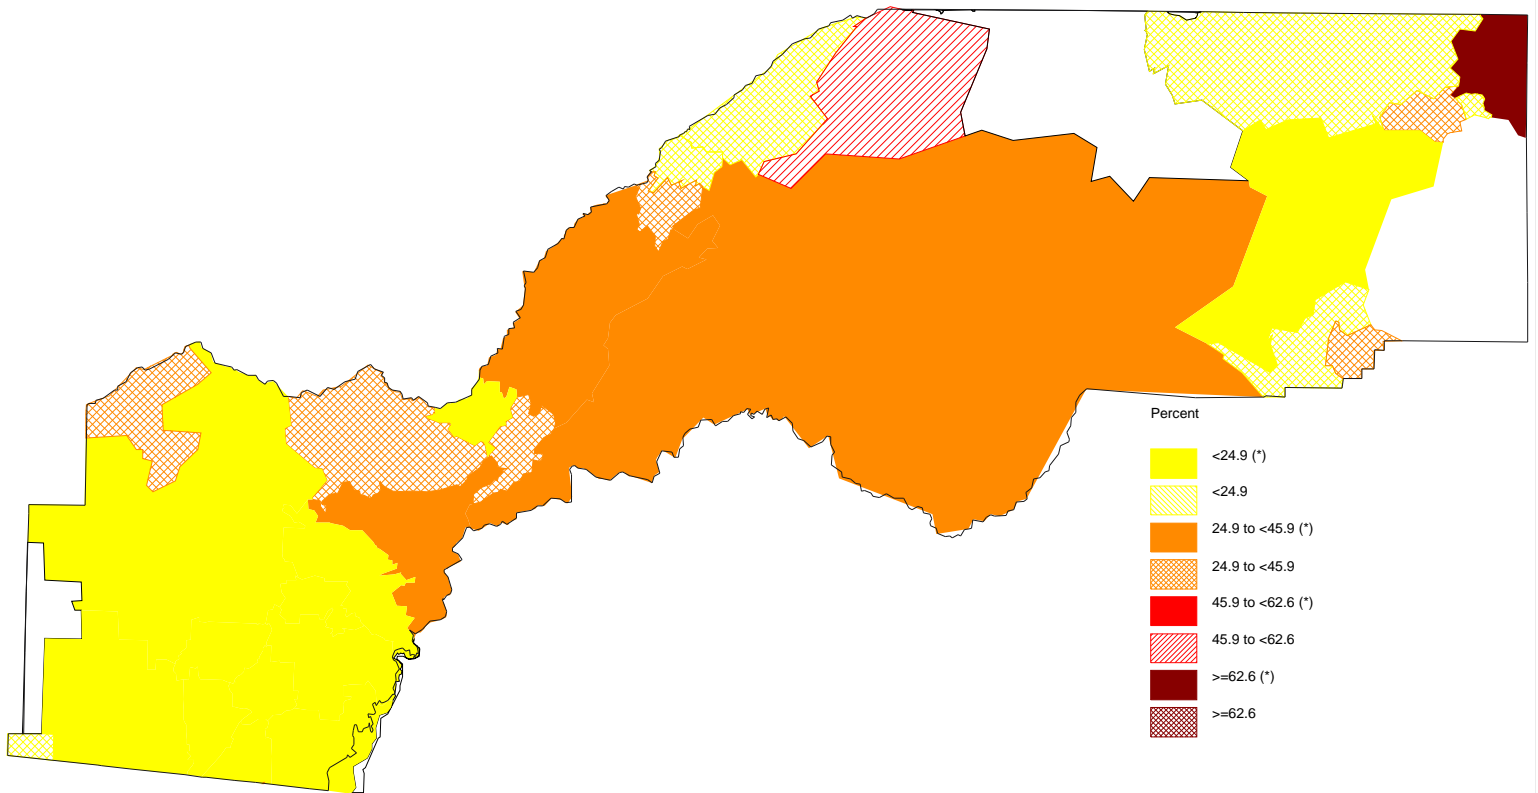 Percent
<24.9 (*)
<24.9
24.9 to <45.9 (*)
24.9 to <45.9
45.9 to <62.6 (*)
45.9 to <62.6
>=62.6 (*)
>=62.6